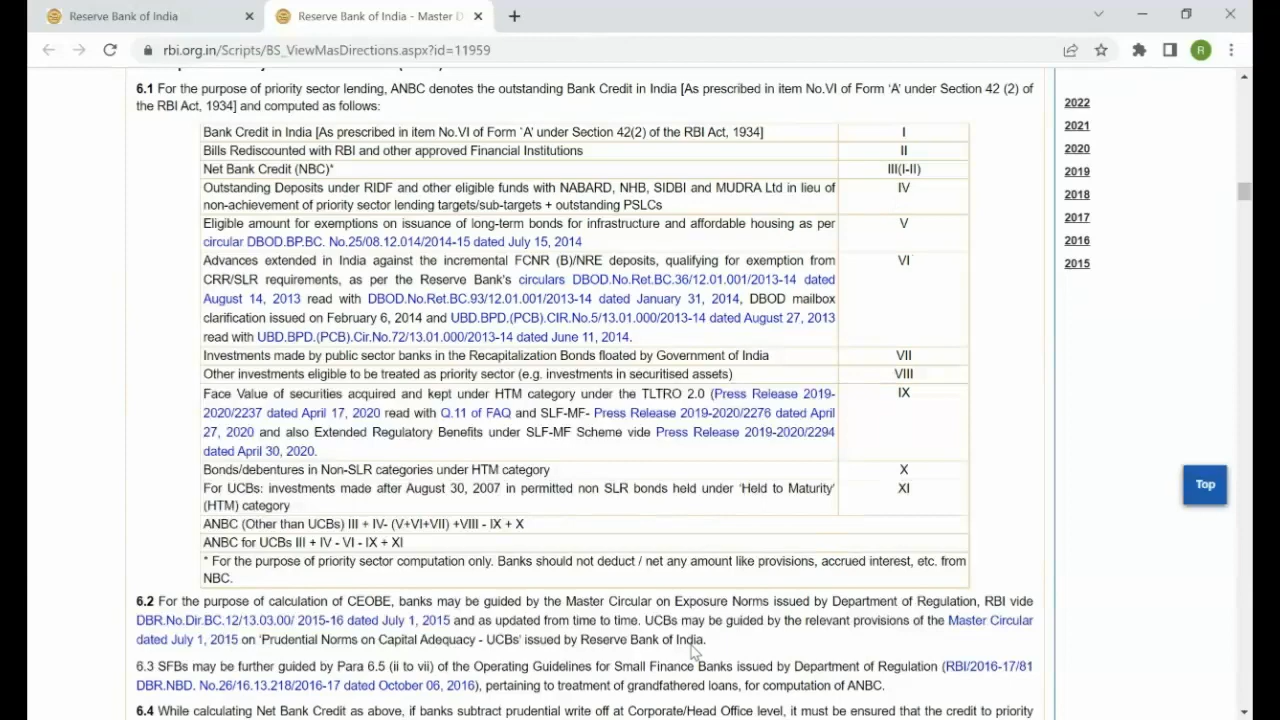 Reserve Bank of India
Reserve Bank of India - Master D
rbi.org.in/Scripts/BS_ViewMasDirections.aspx?id=11959
R
6.1 For the purpose of priority sector lending, ANBC denotes the outstanding Bank Credit in India [As prescribed in item No.VI of Form 'A' under Section 42 (2) of
the RBI Act, 1934] and computed as follows:
Bank Credit in India [As prescribed in item No.VI of Form 'A' under Section 42(2) of the RBI Act, 1934] I
Bills Rediscounted with RBI and other approved Financial Institutions II
Net Bank Credit (NBC)* III(I-II)
Outstanding Deposits under RIDF and other eligible funds with NABARD, NHB, SIDBI and MUDRA Ltd in lieu of IV
non-achievement of priority sector lending targets/sub-targets + outstanding PSLCs
Eligible amount for exemptions on issuance of long-term bonds for infrastructure and affordable housing as per V
circular DBOD.BP.BC. No.25/08.12.014/2014-15 dated July 15, 2014
Advances extended in India against the incremental FCNR (B)/NRE deposits, qualifying for exemption from VI
CRR/SLR requirements, as per the Reserve Bank's circulars DBOD.No.Ret.BC.36/12.01.001/2013-14 dated
August 14, 2013 read with DBOD.No.Ret.BC.93/12.01.001/2013-14 dated January 31, 2014, DBOD mailbox
clarification issued on February 6, 2014 and UBD.BPD.(PCB).CIR.No.5/13.01.000/2013-14 dated August 27, 2013
read with UBD.BPD.(PCB).Cir.No.72/13.01.000/2013-14 dated June 11, 2014.
Investments made by public sector banks in the Recapitalization Bonds floated by Government of India VII
Other investments eligible to be treated as priority sector (e.g. investments in securitised assets) VIII
Face Value of securities acquired and kept under HTM category under the TLTRO 2.0 (Press Release 2019- IX
2020/2237 dated April 17, 2020 read with Q.11 of FAQ and SLF-MF- Press Release 2019-2020/2276 dated April
27, 2020 and also Extended Regulatory Benefits under SLF-MF Scheme vide Press Release 2019-2020/2294
dated April 30, 2020.
Bonds/debentures in Non-SLR categories under HTM category X
For UCBs: investments made after August 30, 2007 in permitted non SLR bonds held under 'Held to Maturity' XI
(HTM) category
ANBC (Other than UCBs) III + IV- (V+VI+VII) +VIII - IX + X
ANBC for UCBs III + IV - VI - IX + XI
* For the purpose of priority sector computation only. Banks should not deduct / net any amount like provisions, accrued interest, etc. from
NBC.
6.2 For the purpose of calculation of CEOBE, banks may be guided by the Master Circular on Exposure Norms issued by Department of Regulation, RBI vide
DBR.No.Dir.BC.12/13.03.00/ 2015-16 dated July 1, 2015 and as updated from time to time. UCBs may be guided by the relevant provisions of the Master Circular
dated July 1, 2015 on 'Prudential Norms on Capital Adequacy - UCBs' issued by Reserve Bank of India.
6.3 SFBs may be further guided by Para 6.5 (ii to vii) of the Operating Guidelines for Small Finance Banks issued by Department of Regulation (RBI/2016-17/81
DBR.NBD. No.26/16.13.218/2016-17 dated October 06, 2016), pertaining to treatment of grandfathered loans, for computation of ANBC.
6.4 While calculating Net Bank Credit as above, if banks subtract prudential write off at Corporate/Head Office level, it must be ensured that the credit to priority
2022
2021
2020
2019
2018
2017
2016
2015
Top